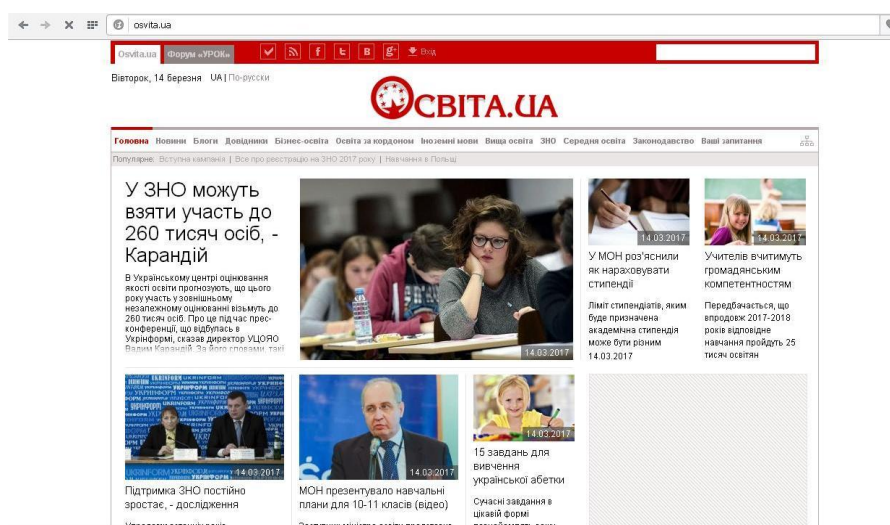 osvita.ua
Osvita.ua
Форум «УРОК»
Вхід
Вівторок, 14 березня UA | По-русски
ОСВІТА.UA
Головна Новини Блоги Довідники Бізнес-освіта Освіта за кордоном Іноземні мови Вища освіта ЗНО Середня освіта Законодавство Ваші запитання
Популярне: Вступна кампанія | Все про реєстрацію на ЗНО 2017 року | Навчання в Польщі
У ЗНО можуть
взяти участь до
260 тисяч осіб, -
Карандій
В Українському центрі оцінювання
якості освіти прогнозують, що цього
року участь у зовнішньому
незалежному оцінюванні візьмуть до
260 тисяч осіб. Про це під час прес-
конференції, що відбулась в
Укрінформі, сказав директор УЦОЯО
Вадим Карандій. За його словами, такі
14.03.2017
14.03.2017
У МОН роз'яснили
як нараховувати
стипендії
Ліміт стипендіатів, яким
буде призначена
академічна стипендія
може бути різним
14.03.2017
14.03.2017
Учителів вчитимуть
громадянським
компетентностям
Передбачається, що
впродовж 2017-2018
років відповідне
навчання пройдуть 25
тисяч освітян
14.03.2017
Підтримка ЗНО постійно
зростає, - дослідження
14.03.2017
МОН презентувало навчальні
плани для 10-11 класів (відео)
14.03.2017
15 завдань для
вивчення
української абетки
Сучасні завдання в
цікавій формі